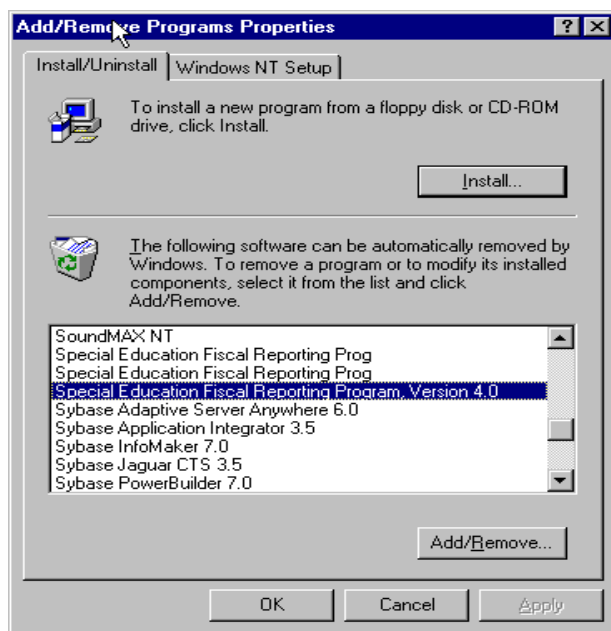 Add/Remove Programs Properties
Install/Uninstall
Windows NT Setup
To install a new program from a floppy disk or CD-ROM
drive, click Install.
Install...
The following software can be automatically removed by
Windows. To remove a program or to modify its installed
components, select it from the list and click
Add/Remove.
SoundMAX NT
Special Education Fiscal Reporting Prog
Special Education Fiscal Reporting Prog
Special Education Fiscal Reporting Program, Version 4.0
Sybase Adaptive Server Anywhere 6.0
Sybase Application Integrator 3.5
Sybase InfoMaker 7.0
Sybase Jaguar CTS 3.5
Sybase PowerBuilder 7.0
Add/Remove...
OK
Cancel
Apply